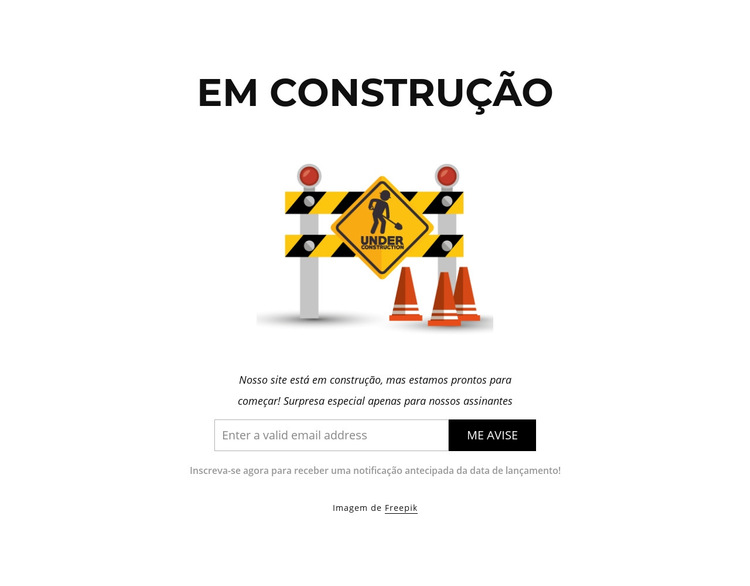 EM CONSTRUÇÃO
UNDER
CONSTRUCTION
Nosso site está em construção, mas estamos prontos para
começar! Surpresa especial apenas para nossos assinantes
Enter a valid email address
ME AVISE
Inscreva-se agora para receber uma notificação antecipada da data de lançamento!
Imagem de Freepik